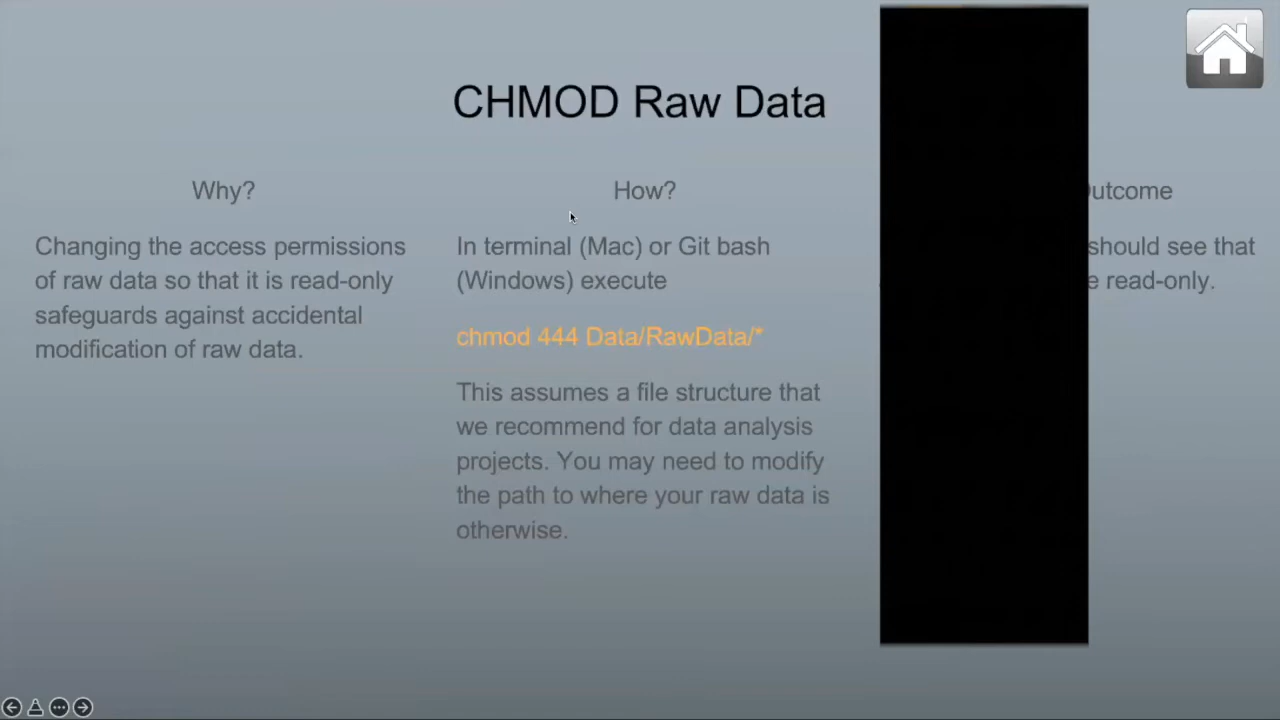 CHMOD Raw Data
Why?
Changing the access permissions
of raw data so that it is read-only
safeguards against accidental
modification of raw data.
How?
In terminal (Mac) or Git bash
(Windows) execute
chmod 444 Data/RawData/*
This assumes a file structure that
we recommend for data analysis
projects. You may need to modify
the path to where your raw data is
otherwise.
Outcome
should see that
read-only.